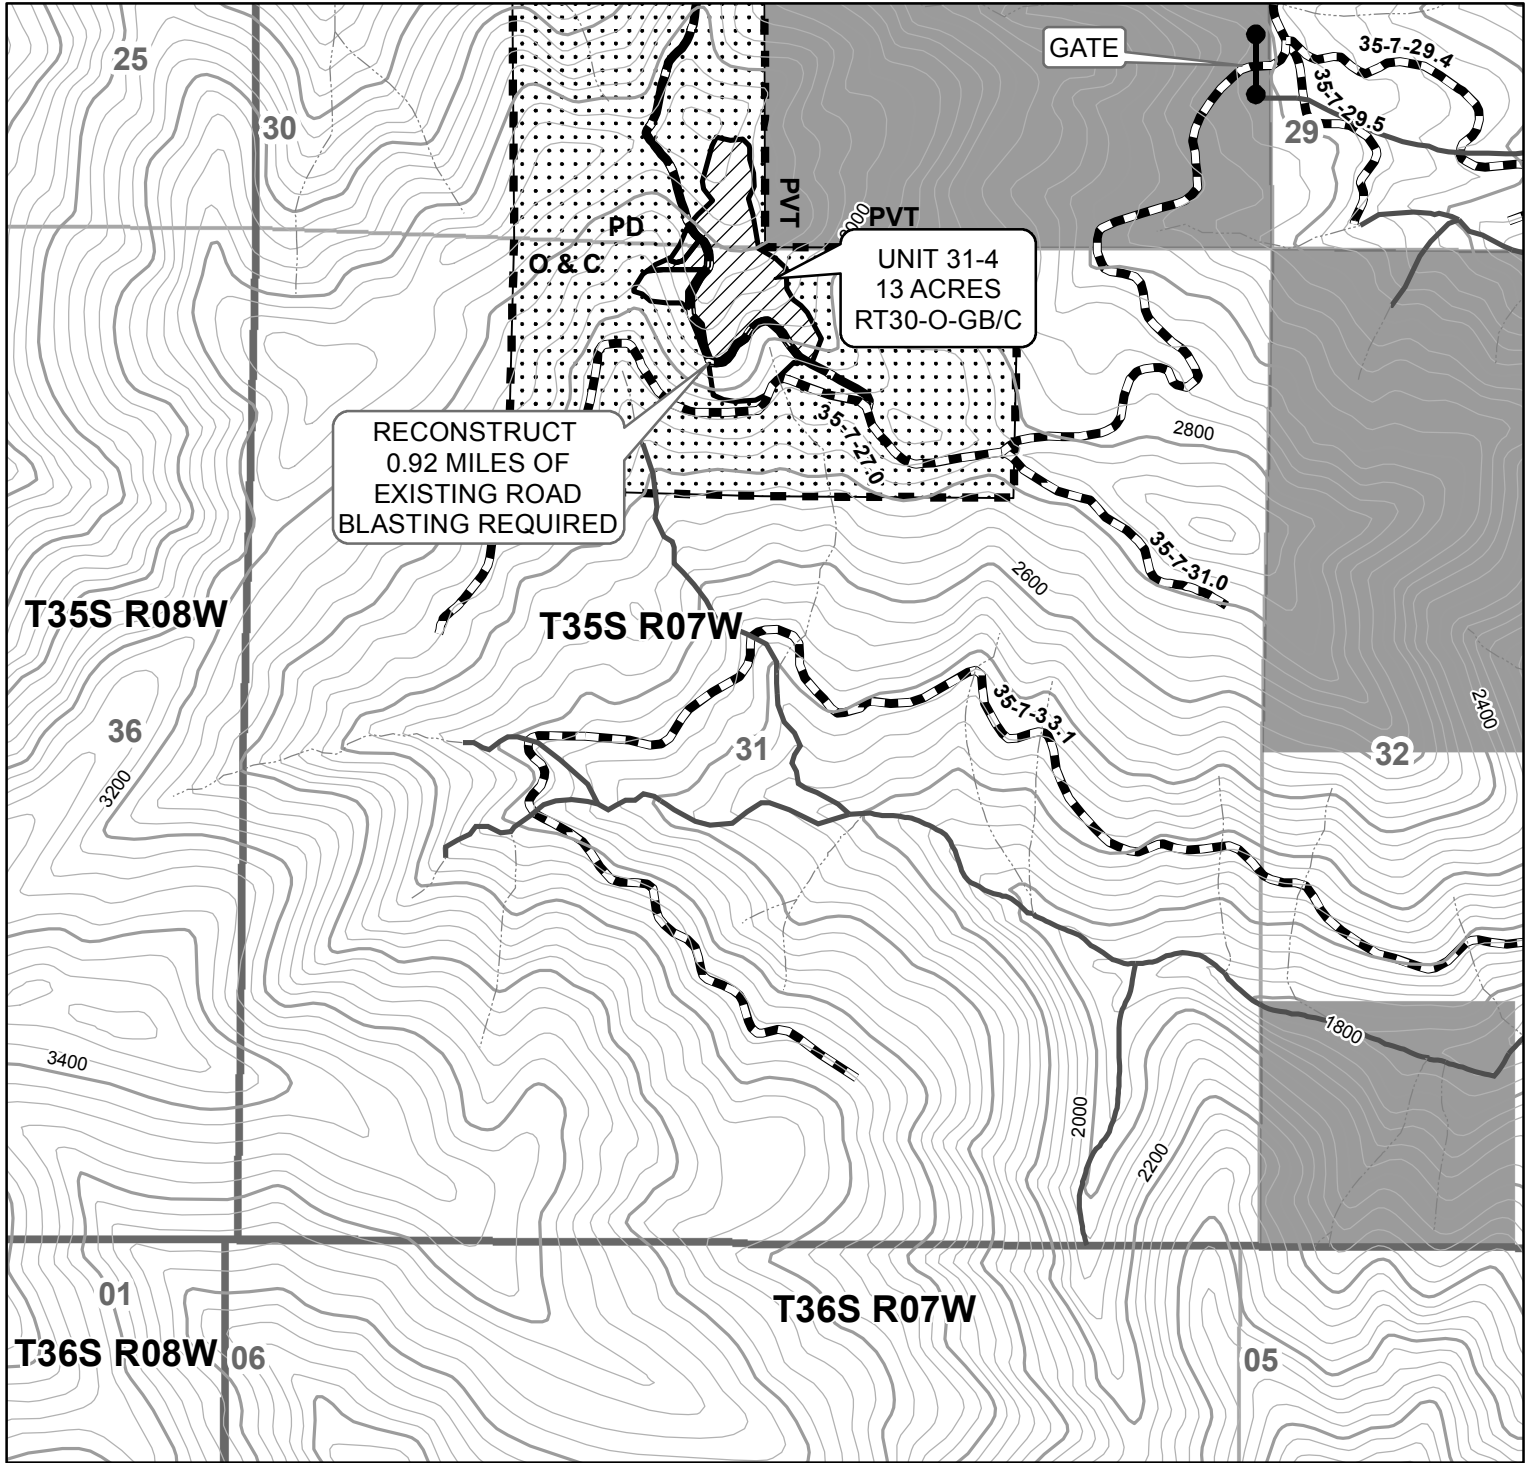 25
GATE
35-7-29.4
35-7-29.5
30
29
PVT
PVT
3000
PD
O & C
UNIT 31-4
13 ACRES
RT30-O-GB/C
RECONSTRUCT
0.92 MILES OF
EXISTING ROAD
BLASTING REQUIRED
35-7-27.0
2800
35-7-31.0
2600
T35S R08W
T35S R07W
35-7-33.1
2400
36
31
32
3200
1800
3400
2000
2200
01
T36S R07W
T36S R08W
06
05